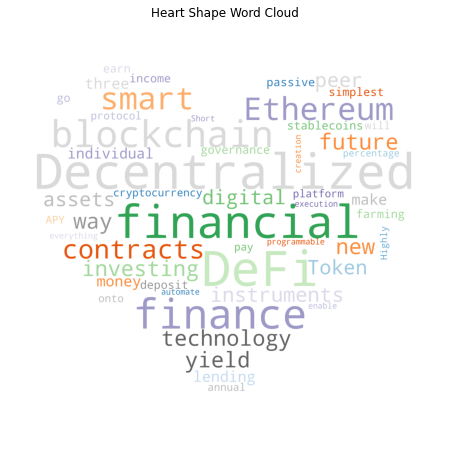 Heart Shape Word Cloud
earn
three income passive peer simplest
go smart Ethereum
protocol Short stablecoins will
blockchain creation future
individual governance percentage
Decentralized
cryptocurrency platform
assets digital execution make
APY way financial farming
everything programmable Highly
contracts pay new
investing DeFi Token
money deposit
onto automate instruments
finance enable
technology
yield
lending
annual